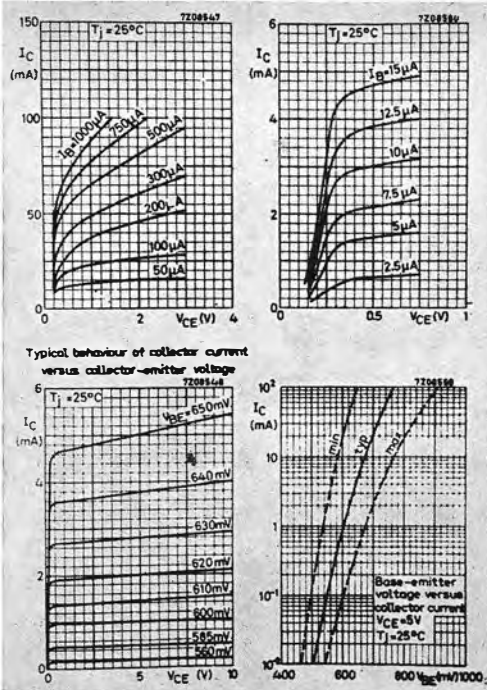 7Z08547
Tj=25°C
IC
(mA)
150
100
50
0
IB=1000µA
750µA
500µA
300µA
200µA
100µA
50µA
0
2
VCE(V)
4
Tj=25°C
IC
(mA)
6
4
2
0
IB=15µA
12.5µA
10µA
7.5µA
5µA
2.5µA
0
0.5
VCE(V)
1
Typical behaviour of collector current
versus collector-emitter voltage
7Z08548
Tj=25°C
IC
(mA)
6
4
2
0
VBE=650mV
640mV
630mV
620mV
610mV
600mV
585mV
560mV
0
VCE(V)
10
IC
(mA)
10²
10
1
10⁻¹
10⁻²
min
typ
max
Base-emitter
voltage versus
collector current
VCE=5V
Tj=25°C
400
600
800
VBE(mV)
1000